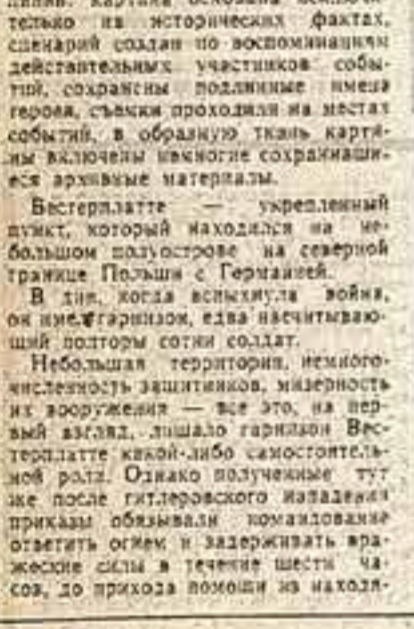 линии. Картина основана исключи-
только на исторических фактах,
сценарий создан по воспоминаниям
действительных участников собы-
тий, сохранены подлинные имена
героев, съемки проходили на местах
событий, в образную ткань карти-
ны включены немногие сохранивши-
еся архивные материалы.
Вестерплатте — укрепленный
пункт, который находился на не-
большом полуострове на северной
границе Польши с Германией.
В дни, когда вспыхнула война,
он имел гарнизон, едва насчитываю-
щий полторы сотни солдат.
Небольшая территория, немного-
численность защитников, мизерность
их вооружения — все это, на пер-
вый взгляд, лишало гарнизон Вес-
терплатте какой-либо самостоятель-
ной роли. Однако полученные тут
же после гитлеровского нападения
приказы обязывали командование
ответить огнем и задерживать вра-
жеские силы в течение шести ча-
сов, до прихода помощи из находя-